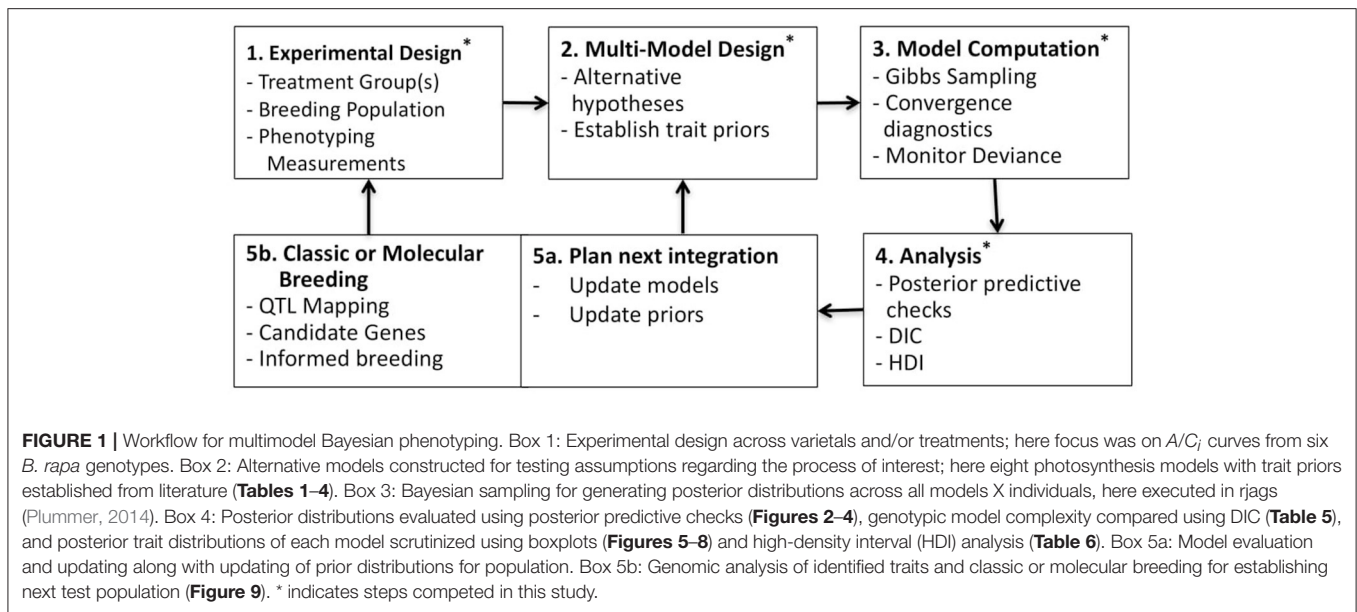 1. Experimental Design*
- Treatment Group(s)
- Breeding Population
- Phenotyping
Measurements
2. Multi-Model Design*
- Alternative
hypotheses
- Establish trait priors
3. Model Computation*
- Gibbs Sampling
- Convergence
diagnostics
- Monitor Deviance
4. Analysis*
- Posterior predictive
checks
- DIC
- HDI
5a. Plan next integration
- Update models
- Update priors
5b. Classic or Molecular
Breeding
- QTL Mapping
- Candidate Genes
- Informed breeding
FIGURE 1 | Workflow for multimodel Bayesian phenotyping. Box 1: Experimental design across varietals and/or treatments; here focus was on A/Ci curves from six
B. rapa genotypes. Box 2: Alternative models constructed for testing assumptions regarding the process of interest; here eight photosynthesis models with trait priors
established from literature (Tables 1–4). Box 3: Bayesian sampling for generating posterior distributions across all models X individuals, here executed in rjags
(Plummer, 2014). Box 4: Posterior distributions evaluated using posterior predictive checks (Figures 2–4), genotypic model complexity compared using DIC (Table 5),
and posterior trait distributions of each model scrutinized using boxplots (Figures 5–8) and high-density interval (HDI) analysis (Table 6). Box 5a: Model evaluation
and updating along with updating of prior distributions for population. Box 5b: Genomic analysis of identified traits and classic or molecular breeding for establishing
next test population (Figure 9). * indicates steps competed in this study.